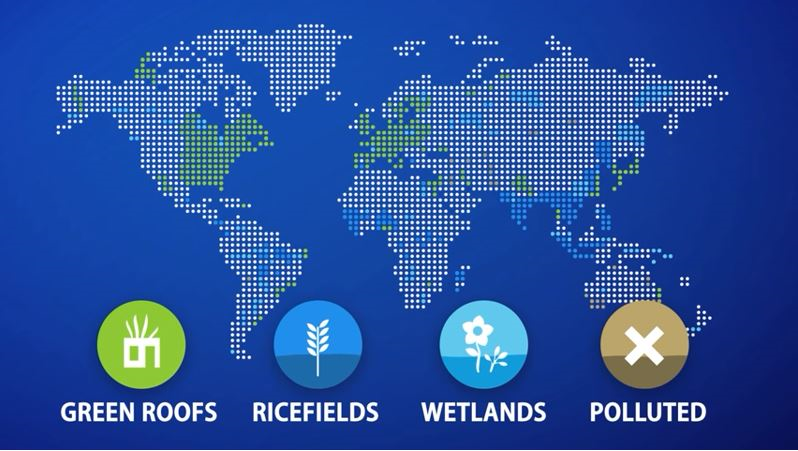 GREEN ROOFS
RICEFIELDS
WETLANDS
POLLUTED